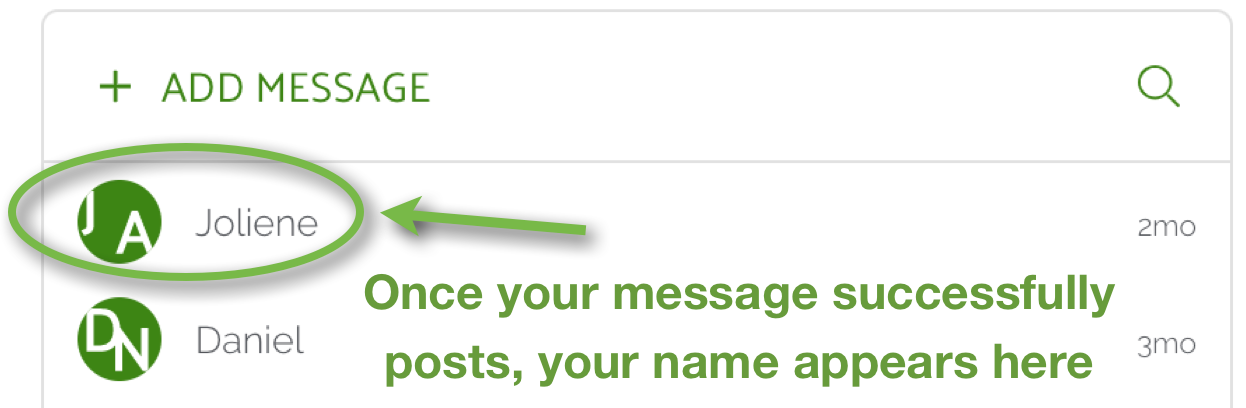 + ADD MESSAGE
JA Joliene 2mo
Once your message successfully
DN Daniel 3mo
posts, your name appears here